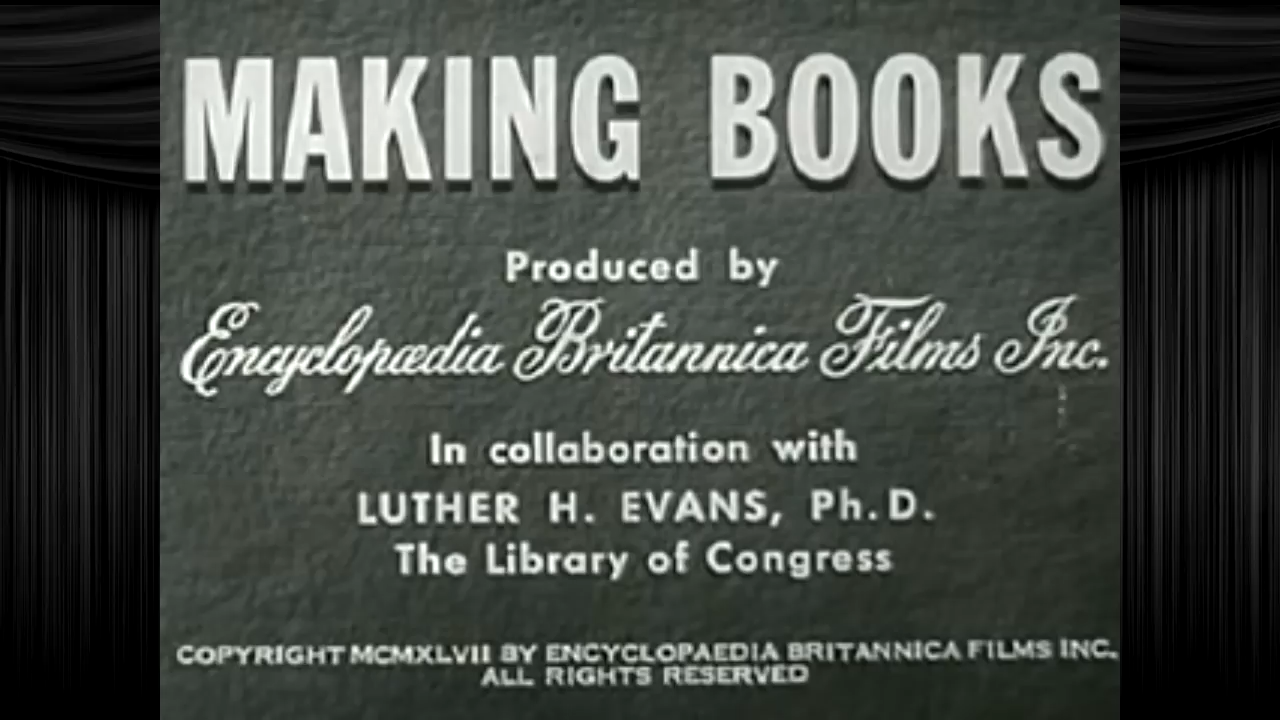 MAKING BOOKS
Produced by
Encyclopædia Britannica Films Inc.
In collaboration with
LUTHER H. EVANS, Ph.D.
The Library of Congress
COPYRIGHT MCMXLVII BY ENCYCLOPAEDIA BRITANNICA FILMS INC.
ALL RIGHTS RESERVED